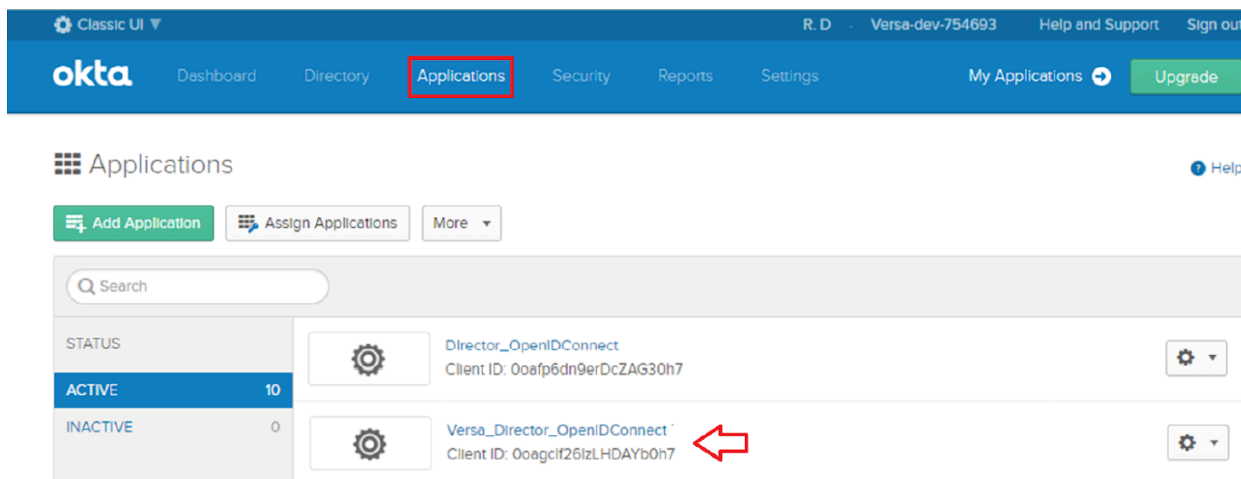 Classic UI
R. D - Versa-dev-754693 Help and Support Sign out
okta Dashboard Directory Applications Security Reports Settings My Applications Upgrade
Applications
Help
Add Application Assign Applications More
Search
STATUS
ACTIVE 10
INACTIVE 0
Director_OpenIDConnect
Client ID: 0oafp6dn9erDcZAG30h7
Versa_Director_OpenIDConnect
Client ID: 0oagclf26IzLHDAYb0h7